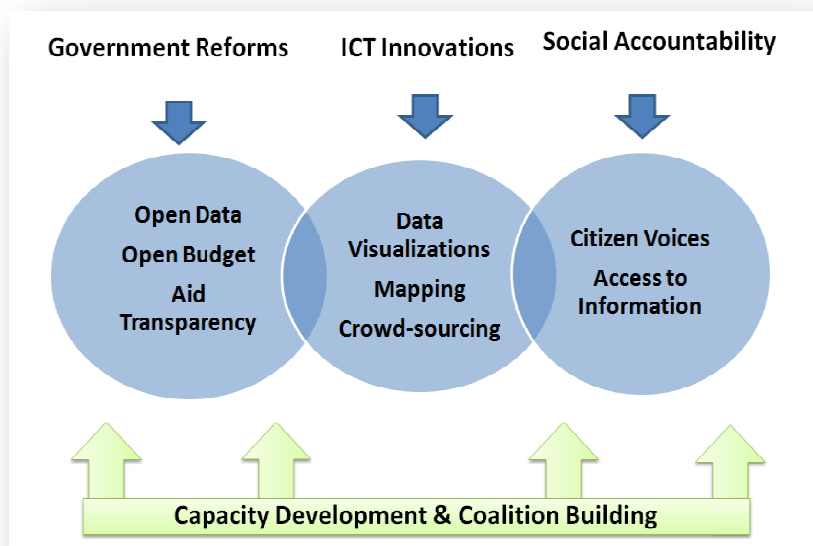 Government Reforms
ICT Innovations
Social Accountability
Open Data
Open Budget
Aid
Transparency
Data
Visualizations
Mapping
Crowd-sourcing
Citizen Voices
Access to
Information
Capacity Development & Coalition Building